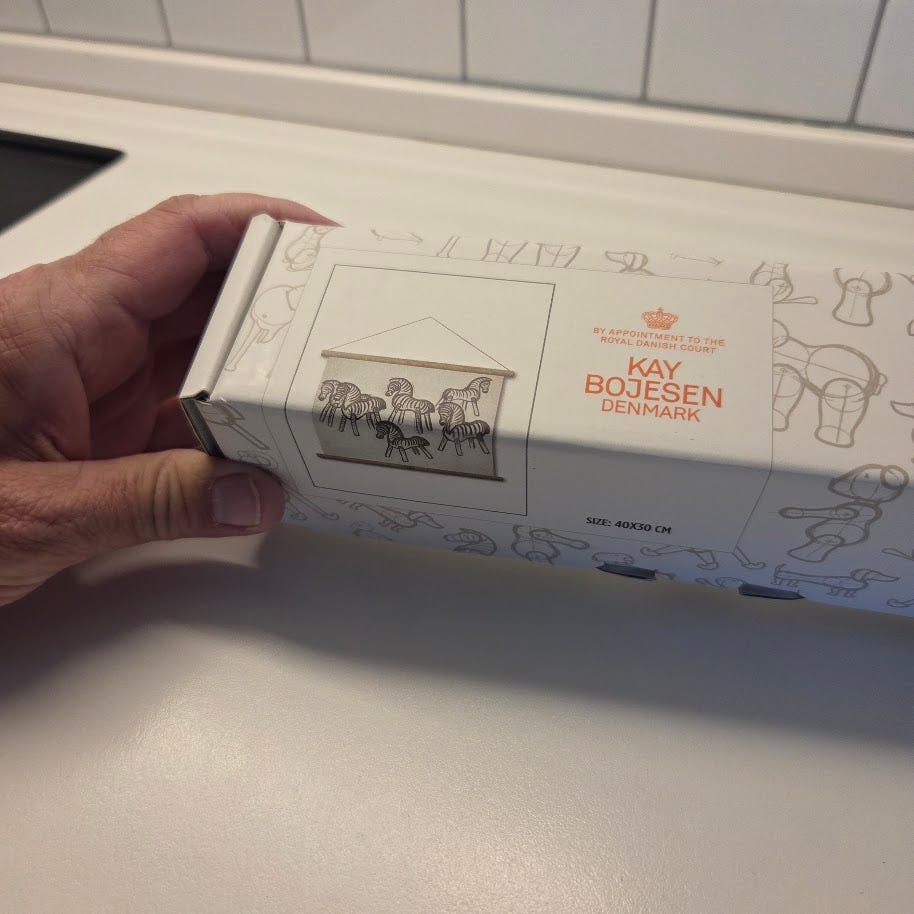 BY APPOINTMENT TO THE
ROYAL DANISH COURT
KAY
BOJESEN
DENMARK
SIZE: 40X30 CM